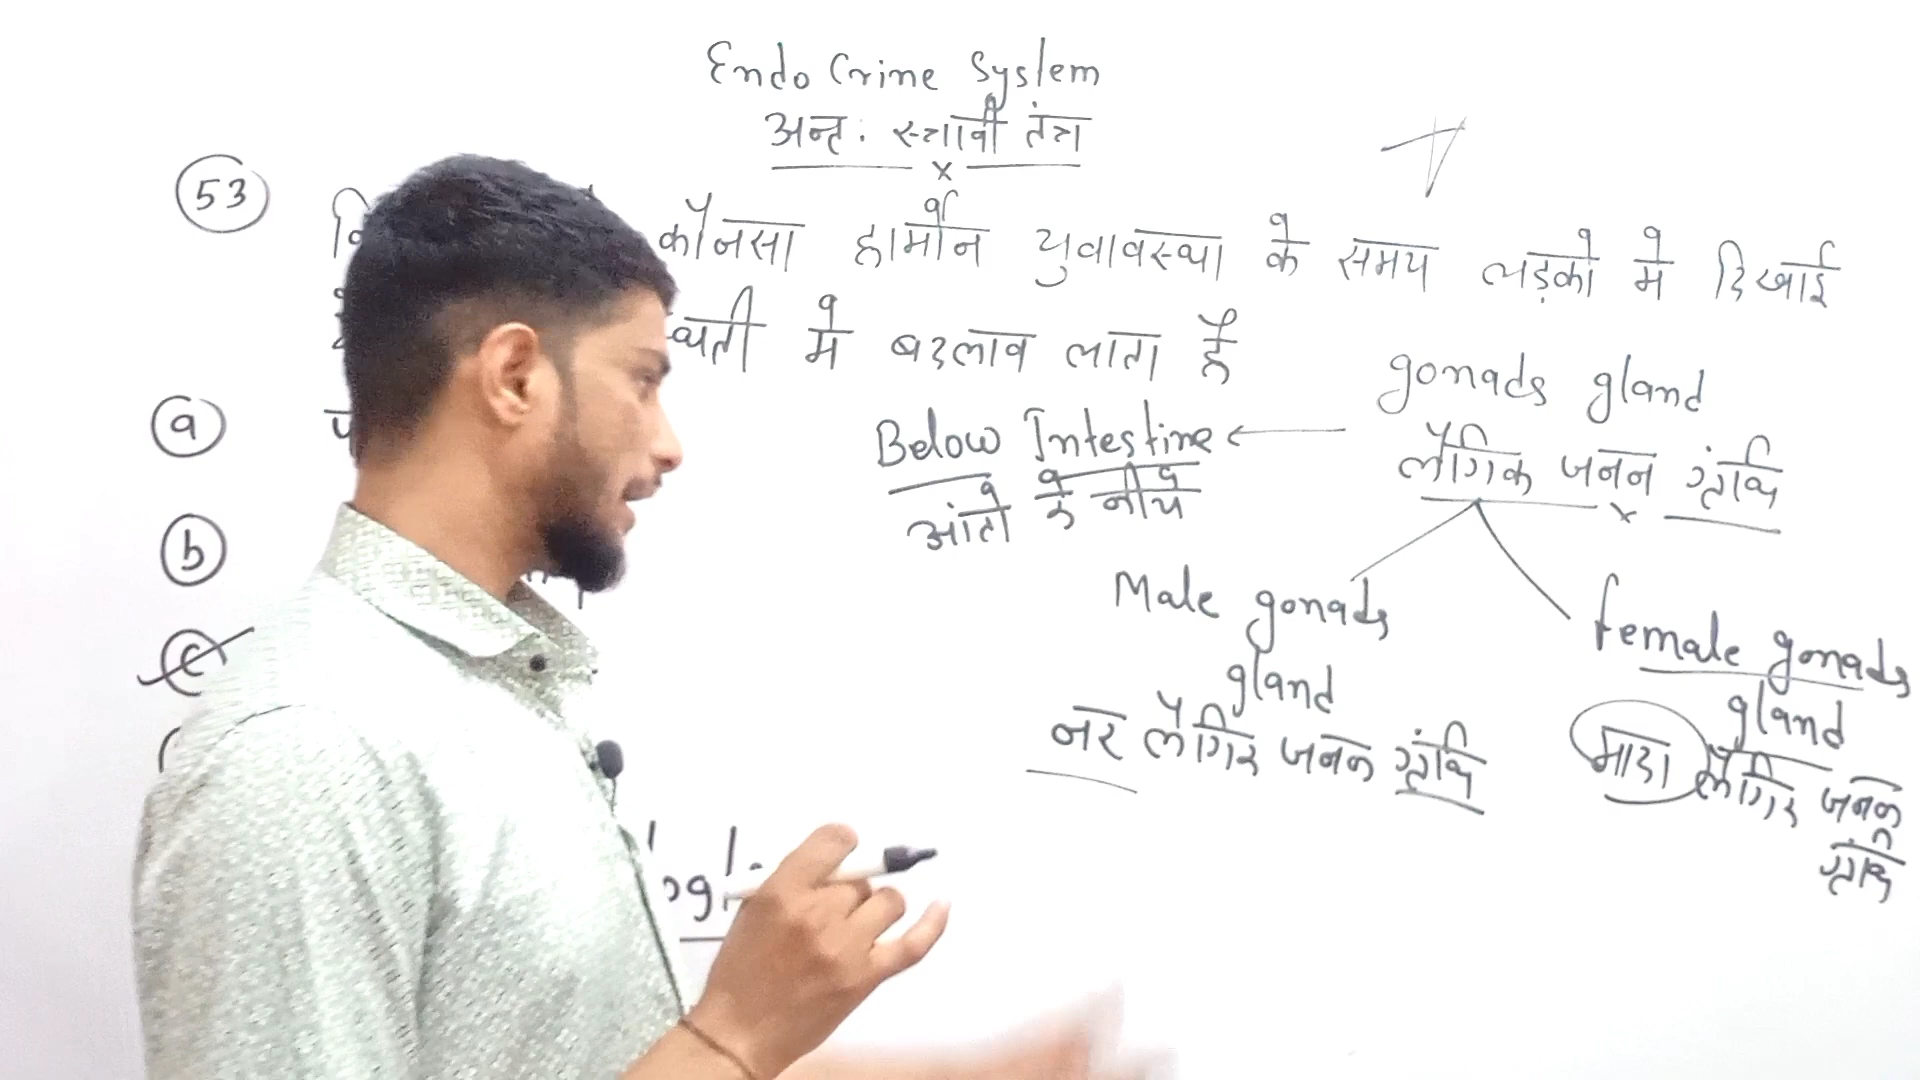 Endo Crine System
अन्त: स्त्रावी तंत्र
53
कौनसा हार्मोन युवावस्था के समय लड़को मे दिखाई
में बदलाव लाता है
gonads gland
a
Below Intestine
लैंगिक जनन ग्रंथि
आंतो के नीचे
b
Male gonads
gland
female gonads
gland
c
नर लैंगिक जनन ग्रंथि
मादा लैंगिक जनन
ग्रंथि